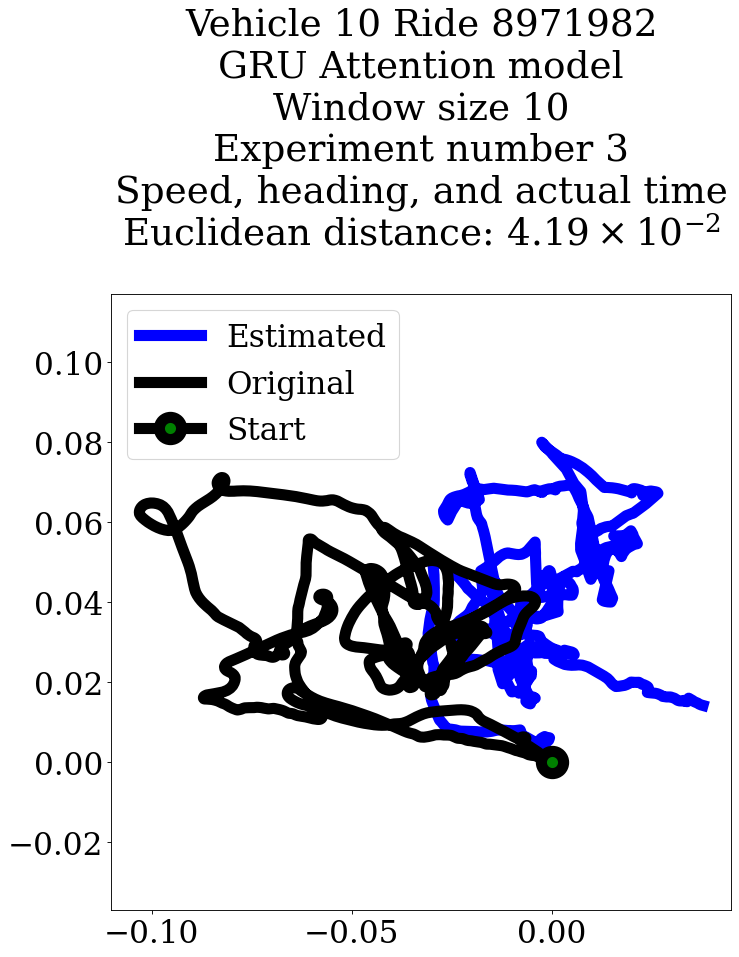 Vehicle 10 Ride 8971982
GRU Attention model
Window size 10
Experiment number 3
Speed, heading, and actual time
Euclidean distance: 4.19 × 10⁻²
Estimated
Original
Start
0.10
0.08
0.06
0.04
0.02
0.00
−0.02
−0.10 −0.05 0.00